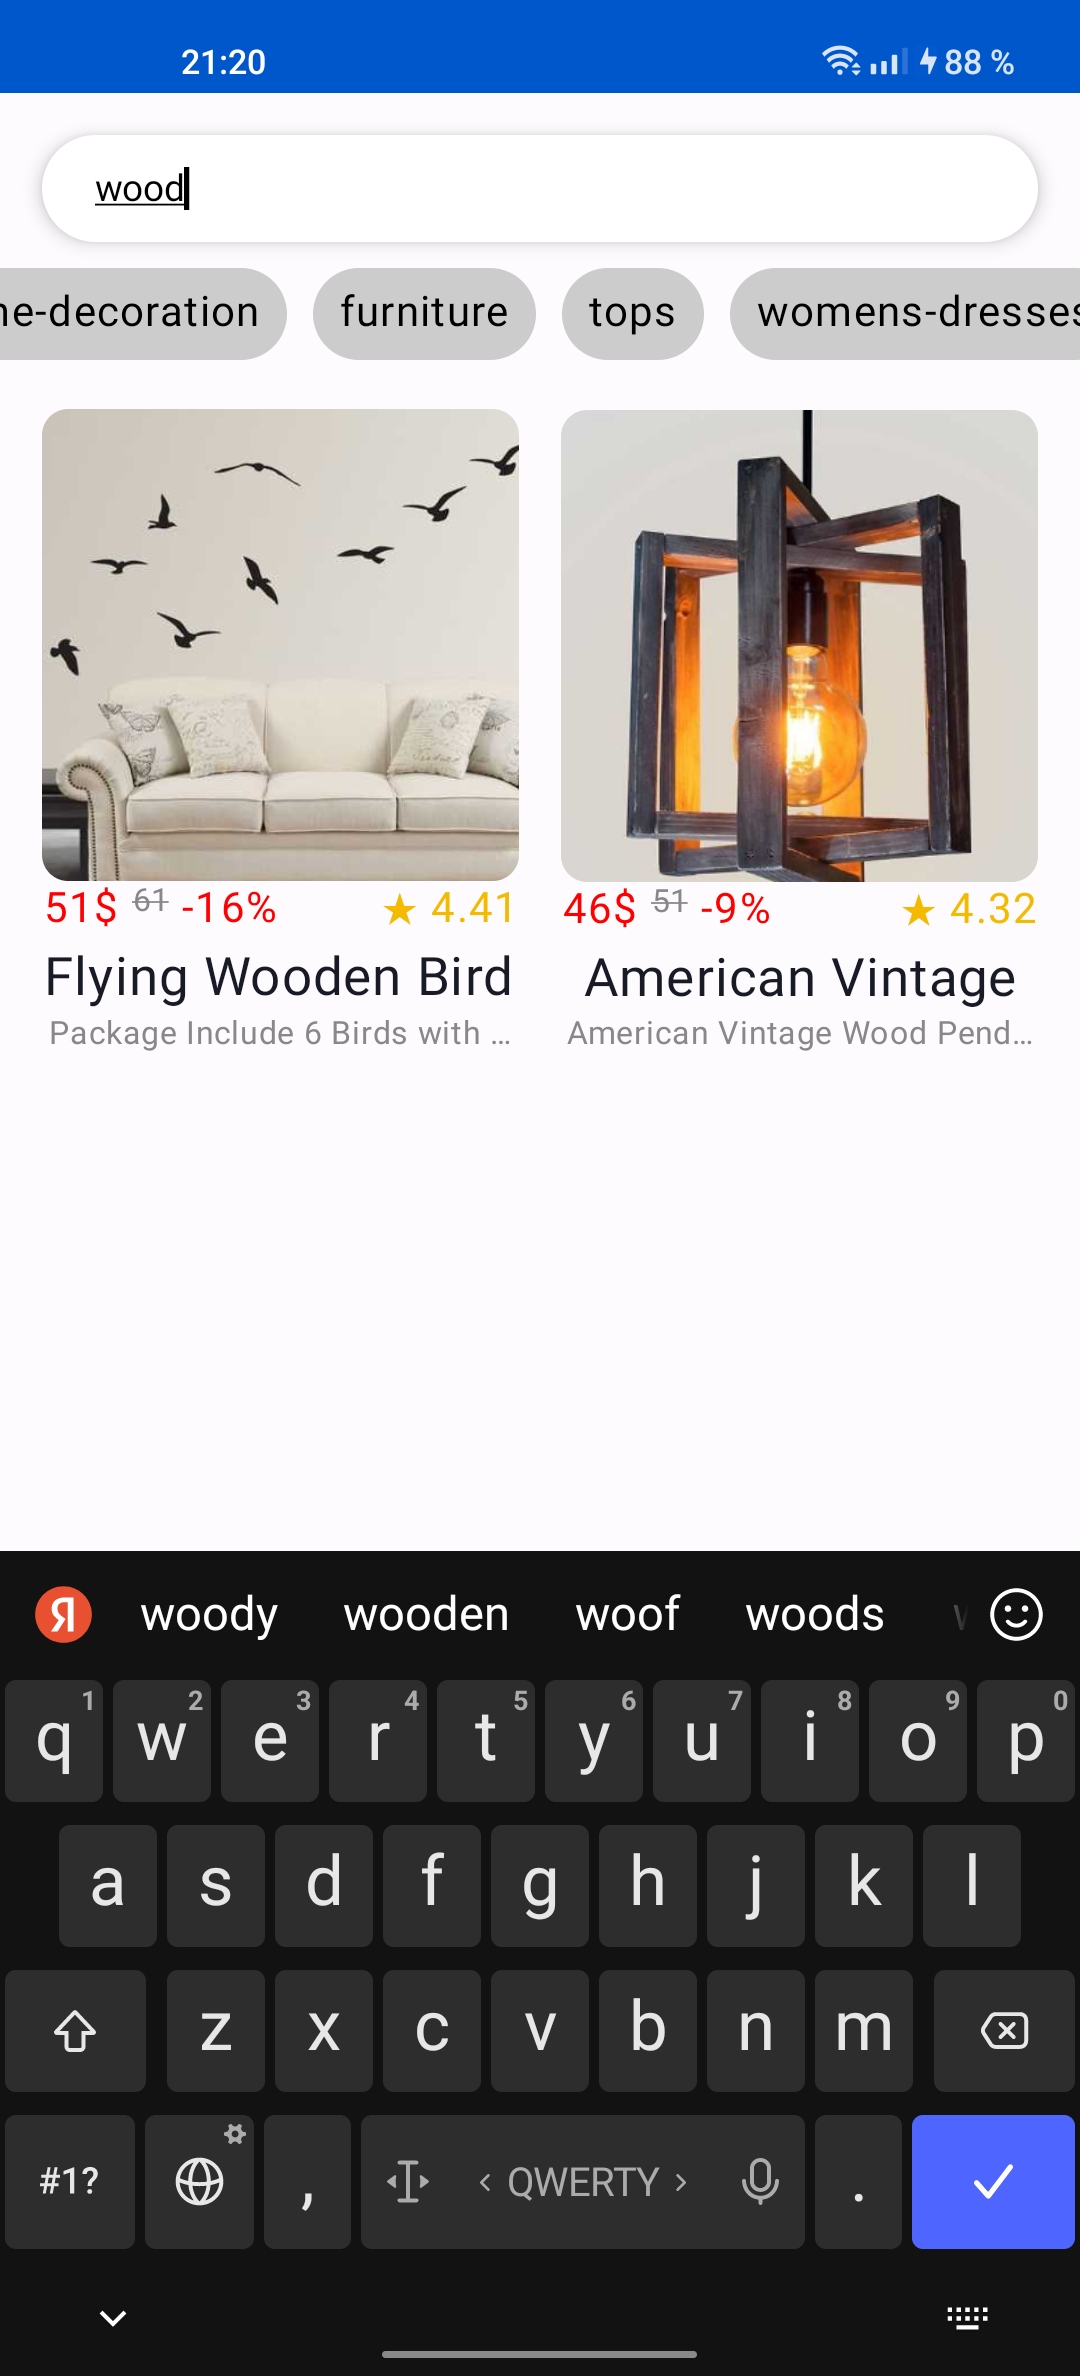 21:20 88 %
wood
ne-decoration furniture tops womens-dresses
51$ 61 -16% ★ 4.41
Flying Wooden Bird
Package Include 6 Birds with ...
46$ 51 -9% ★ 4.32
American Vintage
American Vintage Wood Pend...
Я woody wooden woof woods w
q 1 w 2 e 3 r 4 t 5 y 6 u 7 i 8 o 9 p 0
a s d f g h j k l
z x c v b n m
#1? , QWERTY .